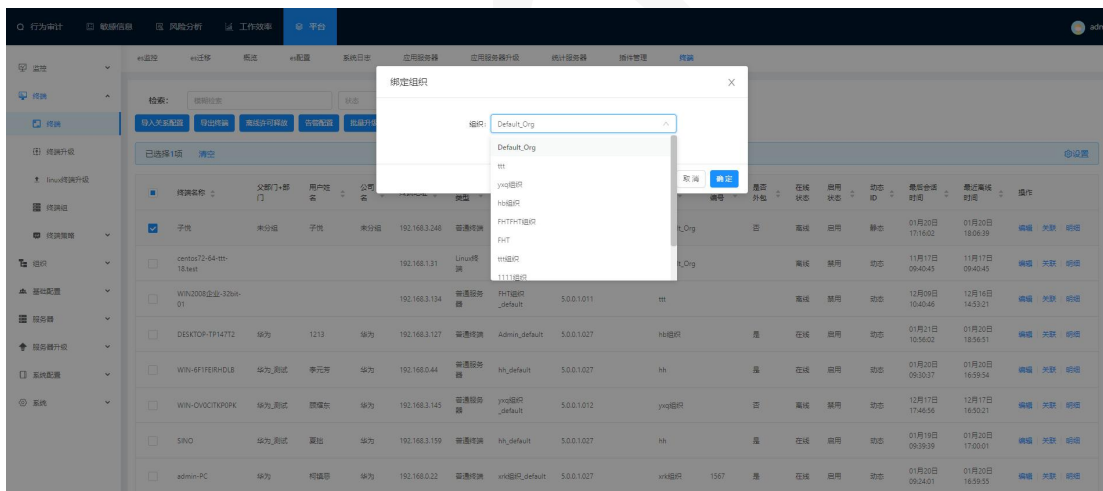 行为审计 敏感信息 风险分析 工作效率 平台 adm
监控
终端
终端
终端升级
linux终端升级
终端组
终端策略
组织
基础配置
服务器
服务器升级
系统配置
系统
es监控 es迁移 概览 es配置 系统日志 应用服务器 应用服务器升级 统计服务器 插件管理 终端
检索: 模糊检索 状态
导入关系配置 导出终端 离线许可释放 告警配置 批量升级
已选择1项 清空 设置
绑定组织
组织: Default_Org
Default_Org
ttt
yxq组织
hb组织
FHTFHT组织
FHT
ttt组织
1111组织
取消 确定
终端名称 父部门+部门 用户姓名 公司 类型 编号 是否外包 在线状态 启用状态 动态ID 最后会话时间 最近离线时间 操作
子悦 未分组 子悦 未分组 192.168.3.248 普通终端 t_Org 否 离线 启用 静态 01月20日 17:16:02 01月20日 18:06:39 编辑 关联 明细
centos72-64-ttt-18.test 192.168.1.31 Linux终端 t_Org 离线 禁用 动态 11月17日 09:40:45 11月17日 09:40:45 编辑 关联 明细
WIN2008企业-32bit-01 192.168.3.134 普通服务器 FHT组织_default 5.0.0.1.011 ttt 离线 禁用 动态 12月09日 10:40:46 12月16日 14:53:21 编辑 关联 明细
DESKTOP-TP147T2 华为 1213 华为 192.168.3.127 普通终端 Admin_default 5.0.0.1.027 hb组织 是 在线 启用 动态 01月21日 10:56:02 01月20日 18:56:51 编辑 关联 明细
WIN-6F1FEIRHDLB 华为_测试 李元芳 华为 192.168.0.44 普通服务器 hh_default 5.0.0.1.027 hh 是 在线 启用 动态 01月20日 09:30:37 01月20日 16:59:54 编辑 关联 明细
WIN-OV0CITKP0PK 华为_测试 华为 192.168.3.145 普通服务器 yxq组织_default 5.0.0.1.012 yxq组织 否 离线 禁用 动态 12月17日 17:46:56 12月17日 16:50:21 编辑 关联 明细
SINO 华为_测试 夏拙 华为 192.168.3.159 普通终端 hh_default 5.0.0.1.027 hh 是 在线 启用 动态 01月19日 09:39:39 01月20日 17:00:01 编辑 关联 明细
admin-PC 华为 柯镇恶 华为 192.168.0.22 普通终端 xrk组织_default 5.0.0.1.027 xrk组织 1567 是 在线 启用 动态 01月20日 09:24:01 01月20日 16:59:55 编辑 关联 明细